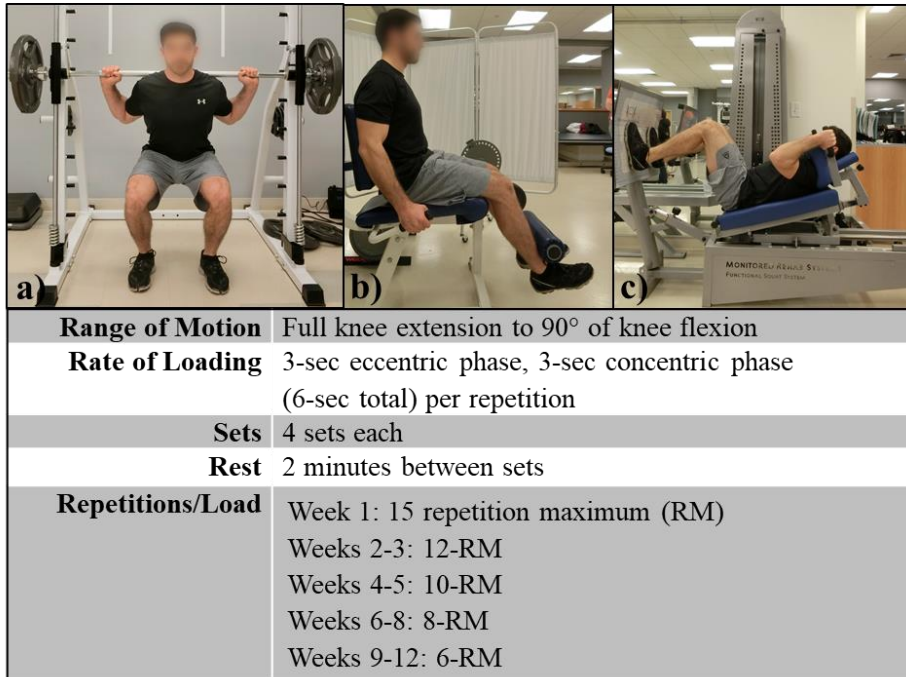 a)
b)
c)
MONITORED REHAB SYSTEMS
FUNCTIONAL SQUAT SYSTEM
Range of Motion Full knee extension to 90° of knee flexion
Rate of Loading 3-sec eccentric phase, 3-sec concentric phase
(6-sec total) per repetition
Sets 4 sets each
Rest 2 minutes between sets
Repetitions/Load
Week 1: 15 repetition maximum (RM)
Weeks 2-3: 12-RM
Weeks 4-5: 10-RM
Weeks 6-8: 8-RM
Weeks 9-12: 6-RM